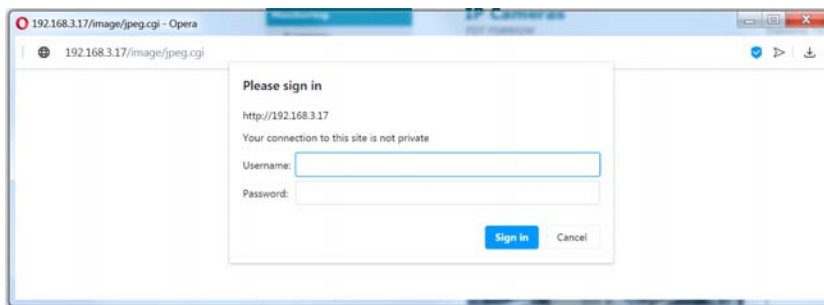 Monitoring
IP Cameras
192.168.3.17/image/jpeg.cgi - Opera
192.168.3.17/image/jpeg.cgi
Please sign in
http://192.168.3.17
Your connection to this site is not private
Username:
Password:
Sign in
Cancel